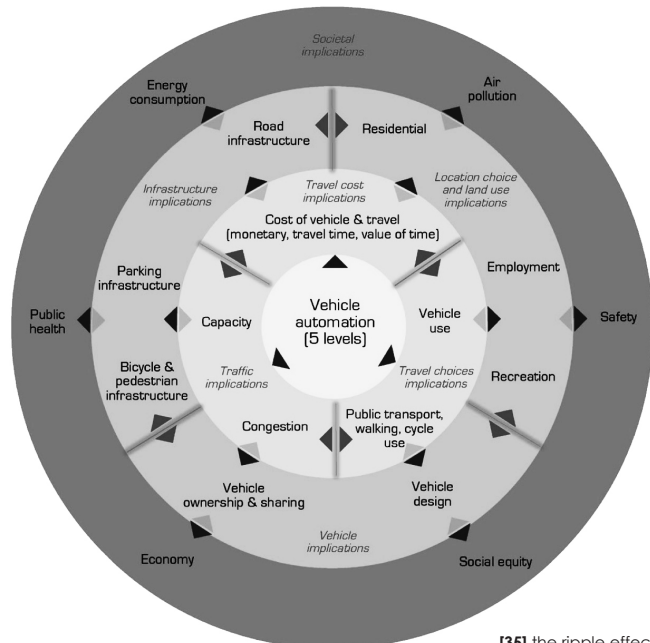 Societal
implications
Energy
consumption
Air
pollution
Road
infrastructure
Residential
Infrastructure
implications
Travel cost
implications
Location choice
and land use
implications
Cost of vehicle & travel
(monetary, travel time, value of time)
Parking
infrastructure
Employment
Public
health
Capacity
Vehicle
automation
(5 levels)
Vehicle
use
Safety
Bicycle &
pedestrian
infrastructure
Traffic
implications
Travel choices
implications
Recreation
Congestion
Public transport,
walking, cycle
use
Vehicle
ownership & sharing
Vehicle
design
Vehicle
implications
Economy
Social equity
[35] the ripple effec